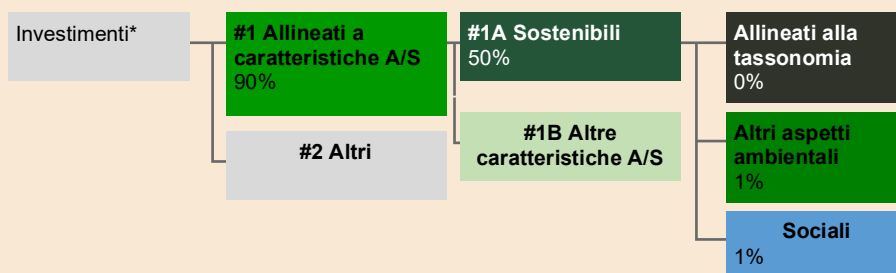 Investimenti*
#1 Allineati a
caratteristiche A/S
90%
#2 Altri
#1A Sostenibili
50%
#1B Altre
caratteristiche A/S
Allineati alla
tassonomia
0%
Altri aspetti
ambientali
1%
Sociali
1%